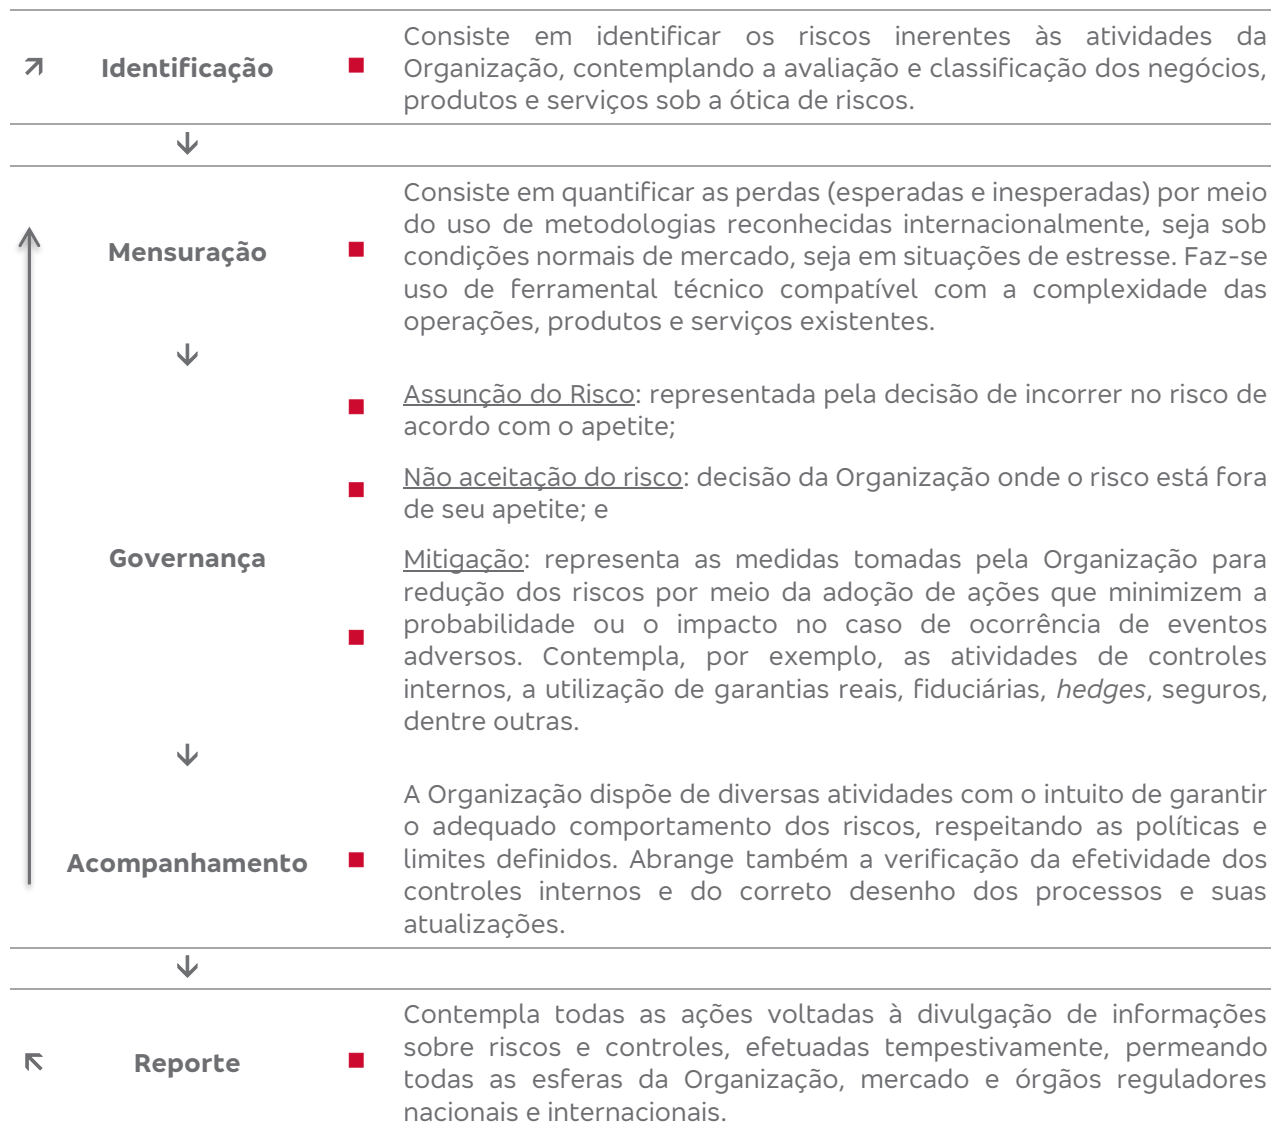 Identificação
Consiste em identificar os riscos inerentes às atividades da
Organização, contemplando a avaliação e classificação dos negócios,
produtos e serviços sob a ótica de riscos.
Mensuração
Consiste em quantificar as perdas (esperadas e inesperadas) por meio
do uso de metodologias reconhecidas internacionalmente, seja sob
condições normais de mercado, seja em situações de estresse. Faz-se
uso de ferramental técnico compatível com a complexidade das
operações, produtos e serviços existentes.
Governança
Assunção do Risco: representada pela decisão de incorrer no risco de
acordo com o apetite;
Não aceitação do risco: decisão da Organização onde o risco está fora
de seu apetite; e
Mitigação: representa as medidas tomadas pela Organização para
redução dos riscos por meio da adoção de ações que minimizem a
probabilidade ou o impacto no caso de ocorrência de eventos
adversos. Contempla, por exemplo, as atividades de controles
internos, a utilização de garantias reais, fiduciárias, hedges, seguros,
dentre outras.
Acompanhamento
A Organização dispõe de diversas atividades com o intuito de garantir
o adequado comportamento dos riscos, respeitando as políticas e
limites definidos. Abrange também a verificação da efetividade dos
controles internos e do correto desenho dos processos e suas
atualizações.
Reporte
Contempla todas as ações voltadas à divulgação de informações
sobre riscos e controles, efetuadas tempestivamente, permeando
todas as esferas da Organização, mercado e órgãos reguladores
nacionais e internacionais.